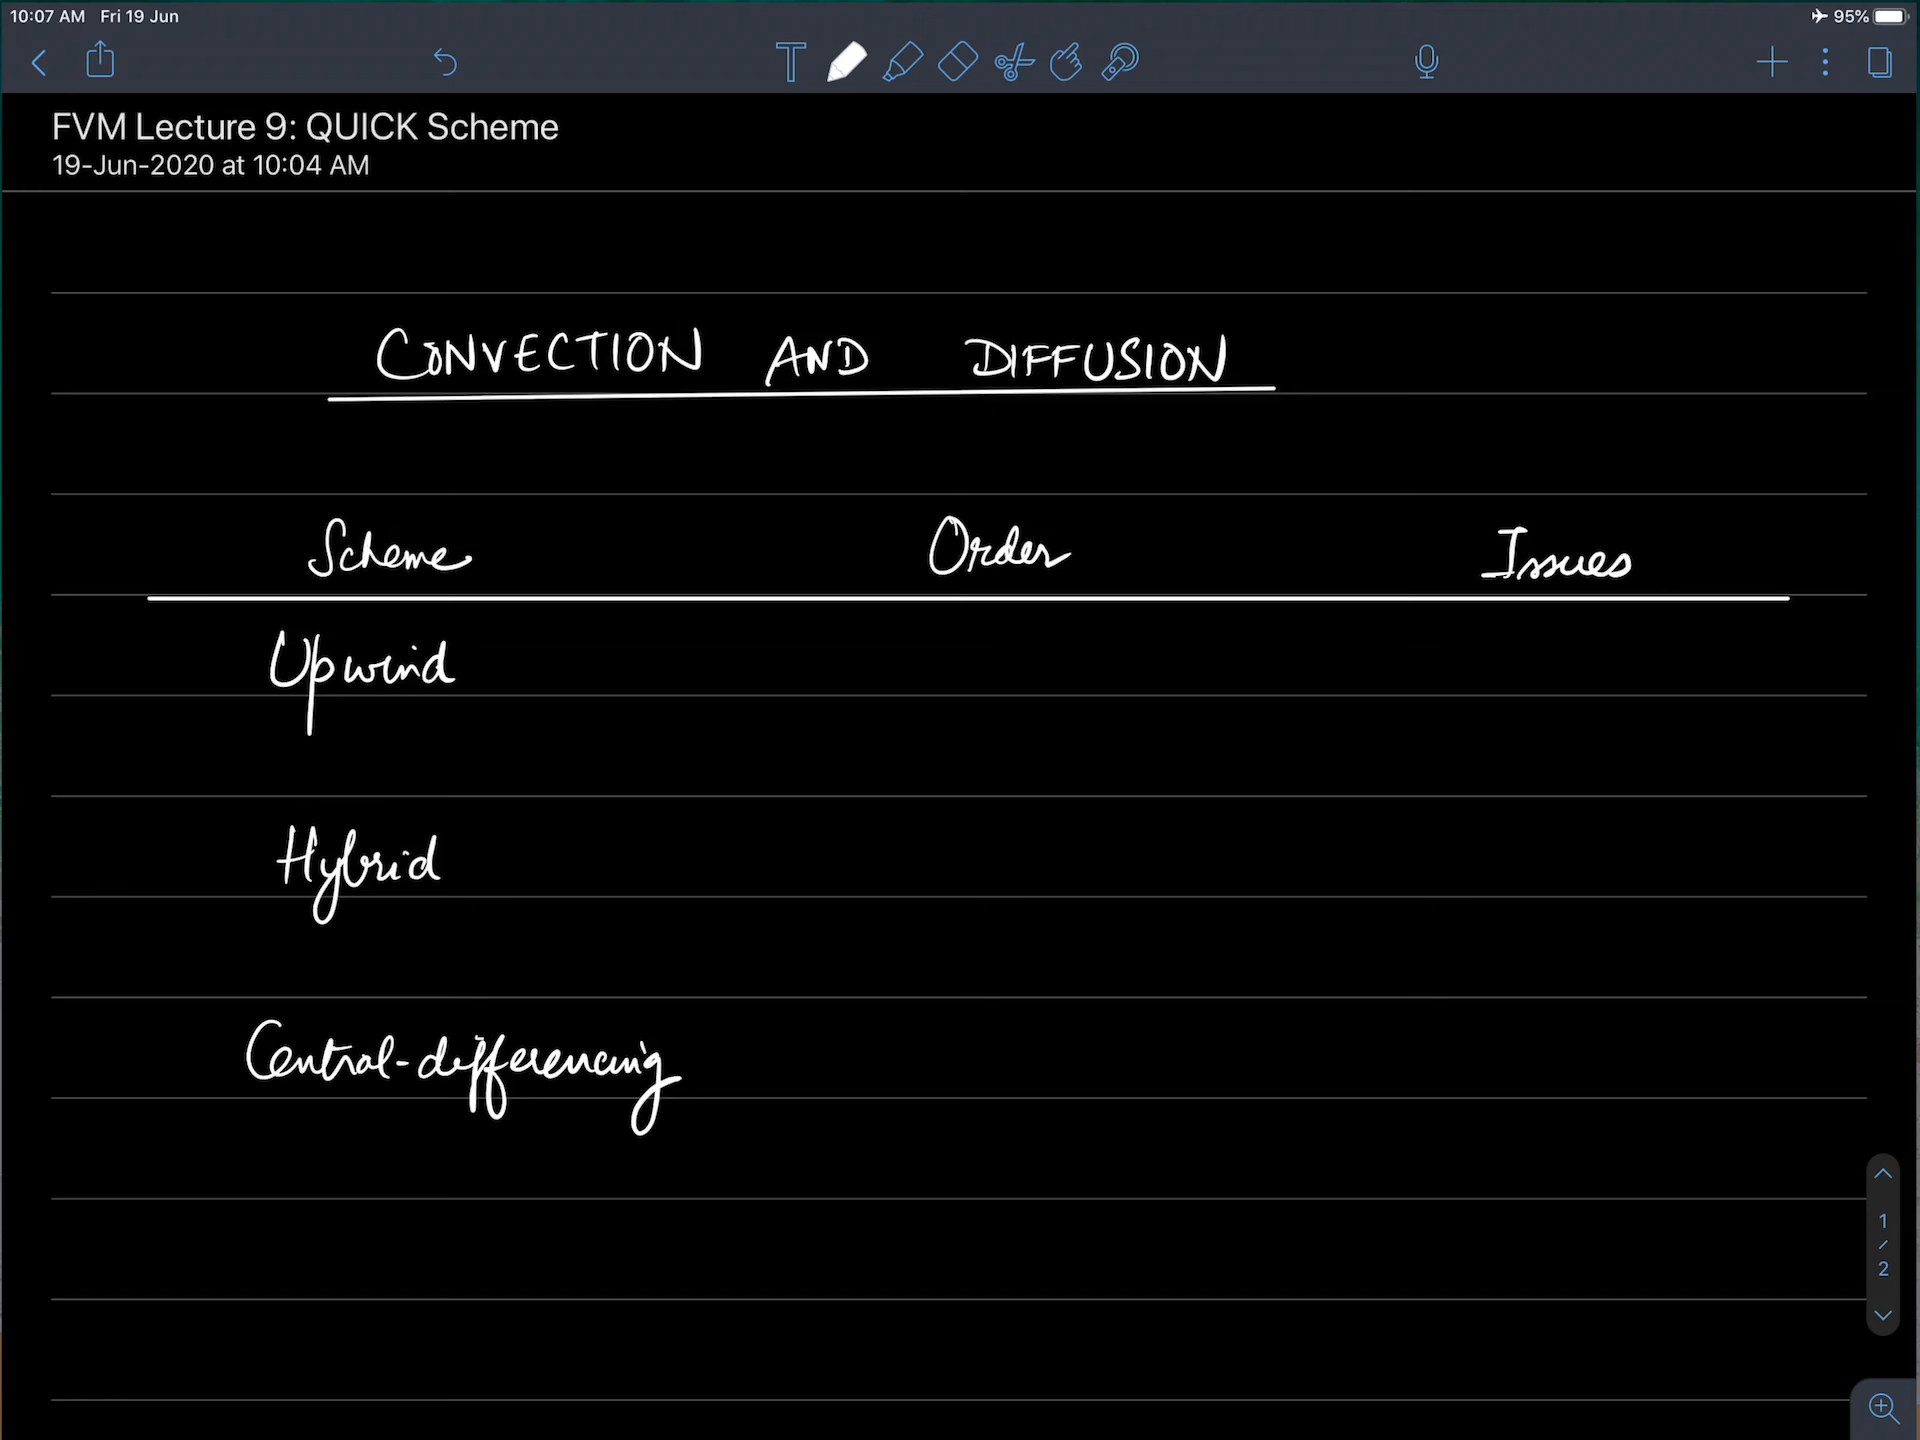 10:07 AM Fri 19 Jun 95%
T
FVM Lecture 9: QUICK Scheme
19-Jun-2020 at 10:04 AM
CONVECTION AND DIFFUSION
Scheme Order Issues
Upwind
Hybrid
Central-differencing
1
/
2